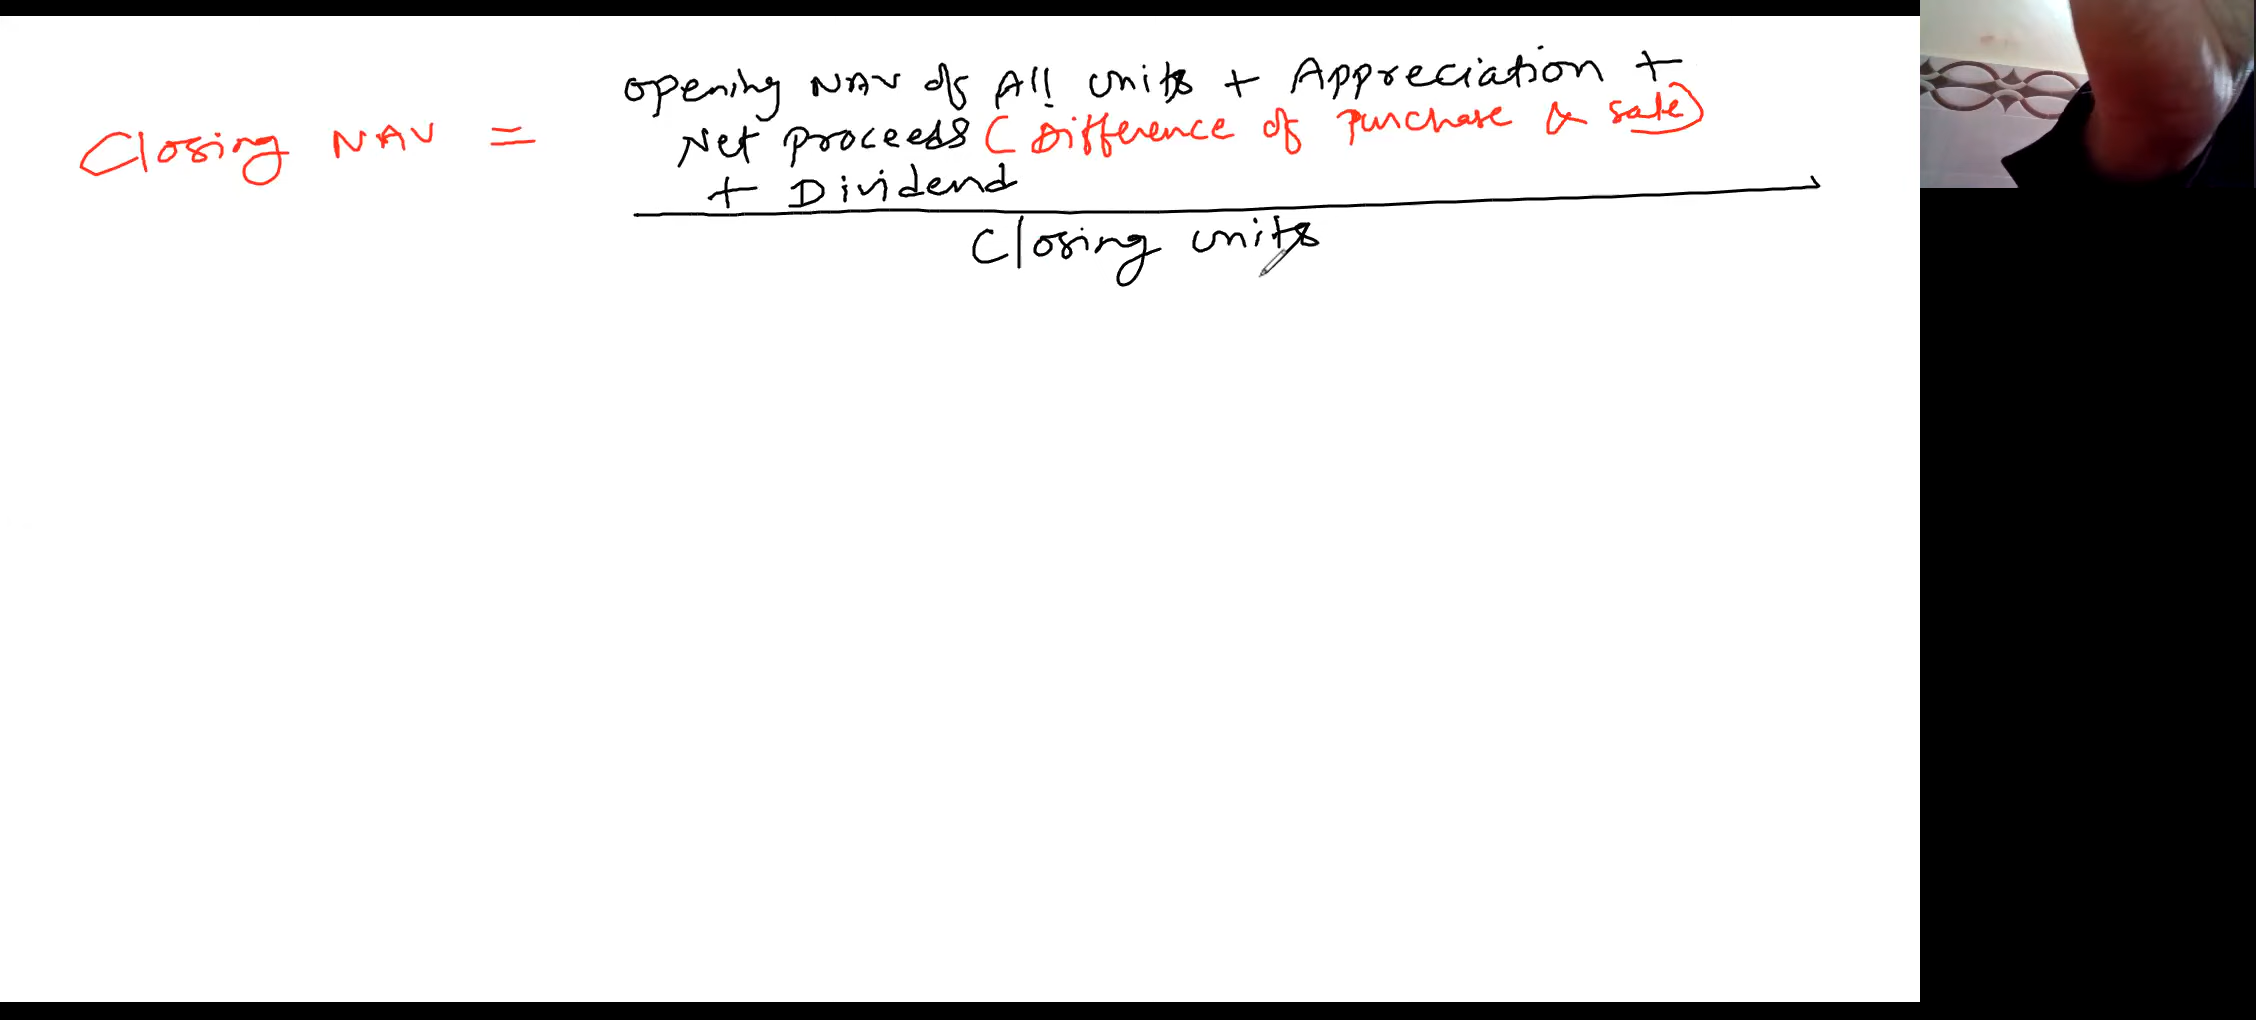 opening NAV of All units + Appreciation +
Closing NAV = Net proceeds ( Difference of Purchase & sale)
+ Dividend
Closing units